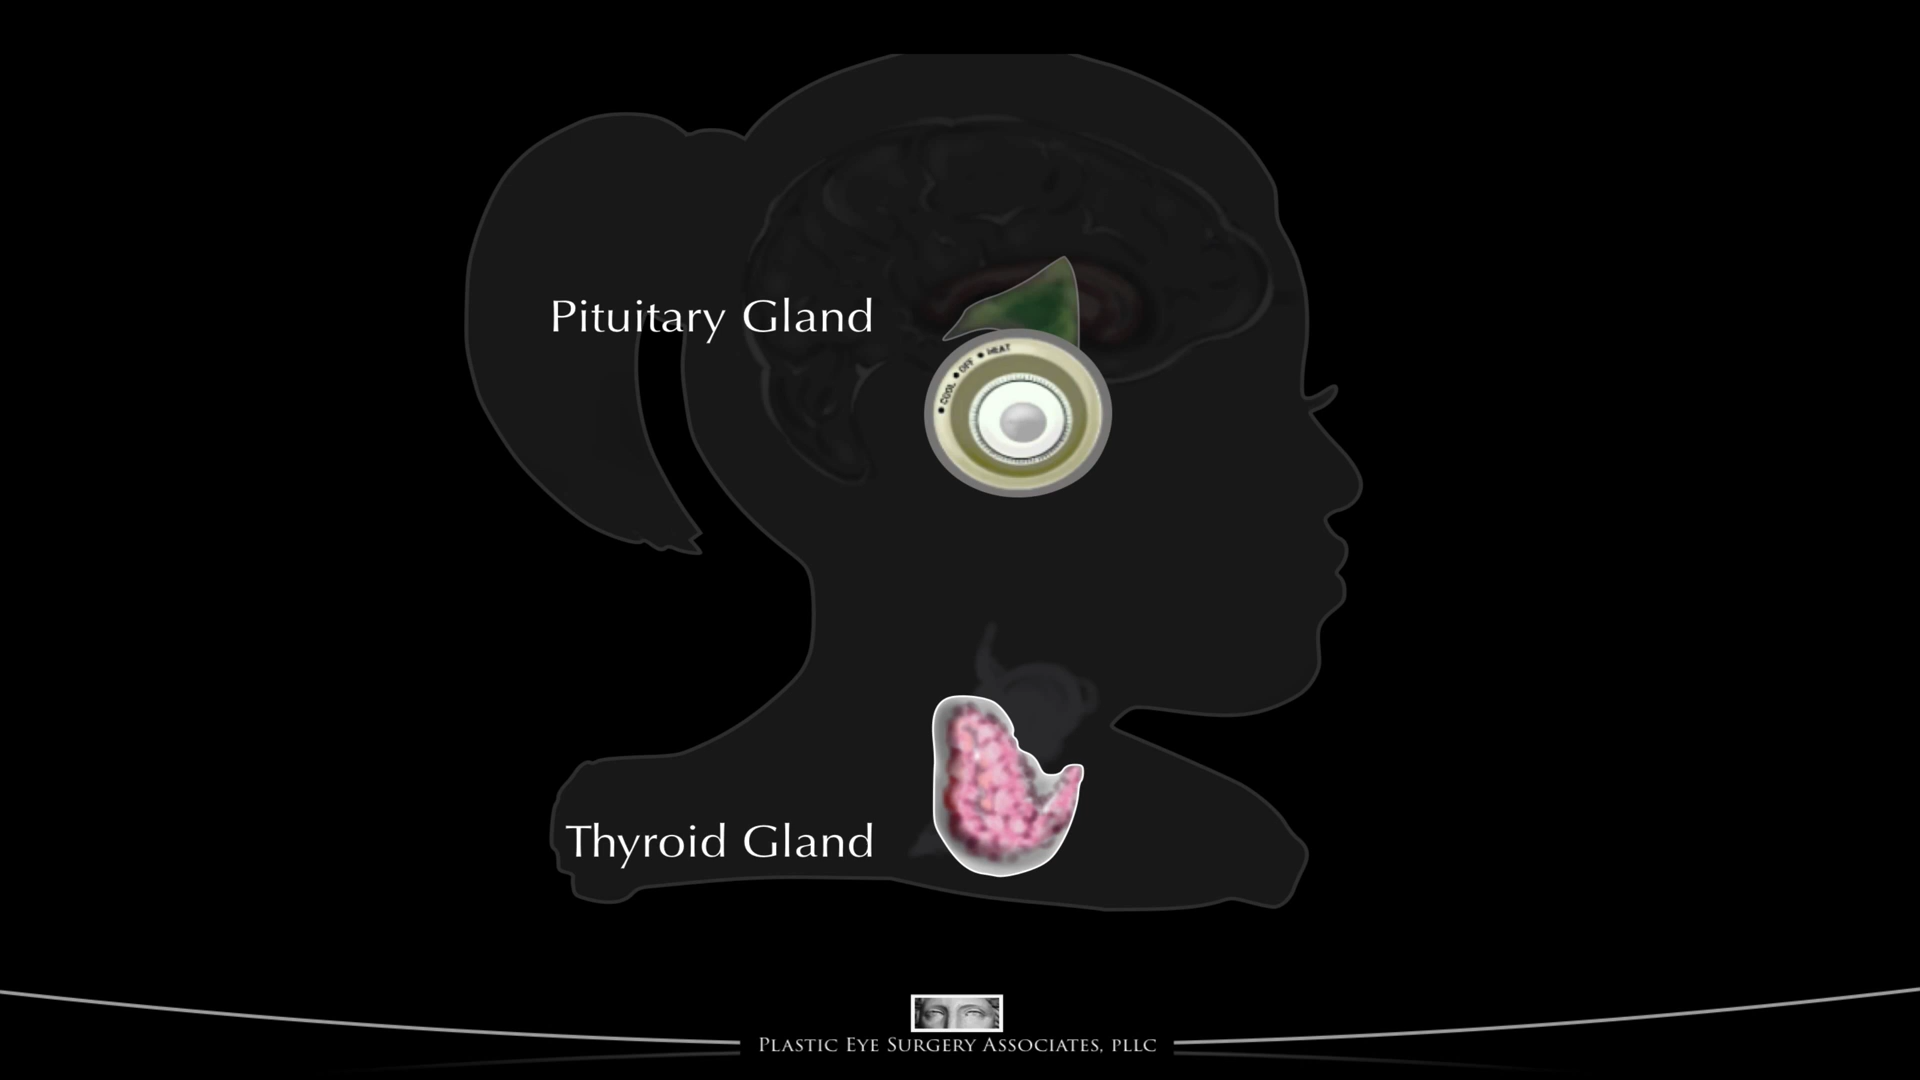 Pituitary Gland
COOL OFF HEAT
Thyroid Gland
PLASTIC EYE SURGERY ASSOCIATES, PLLC